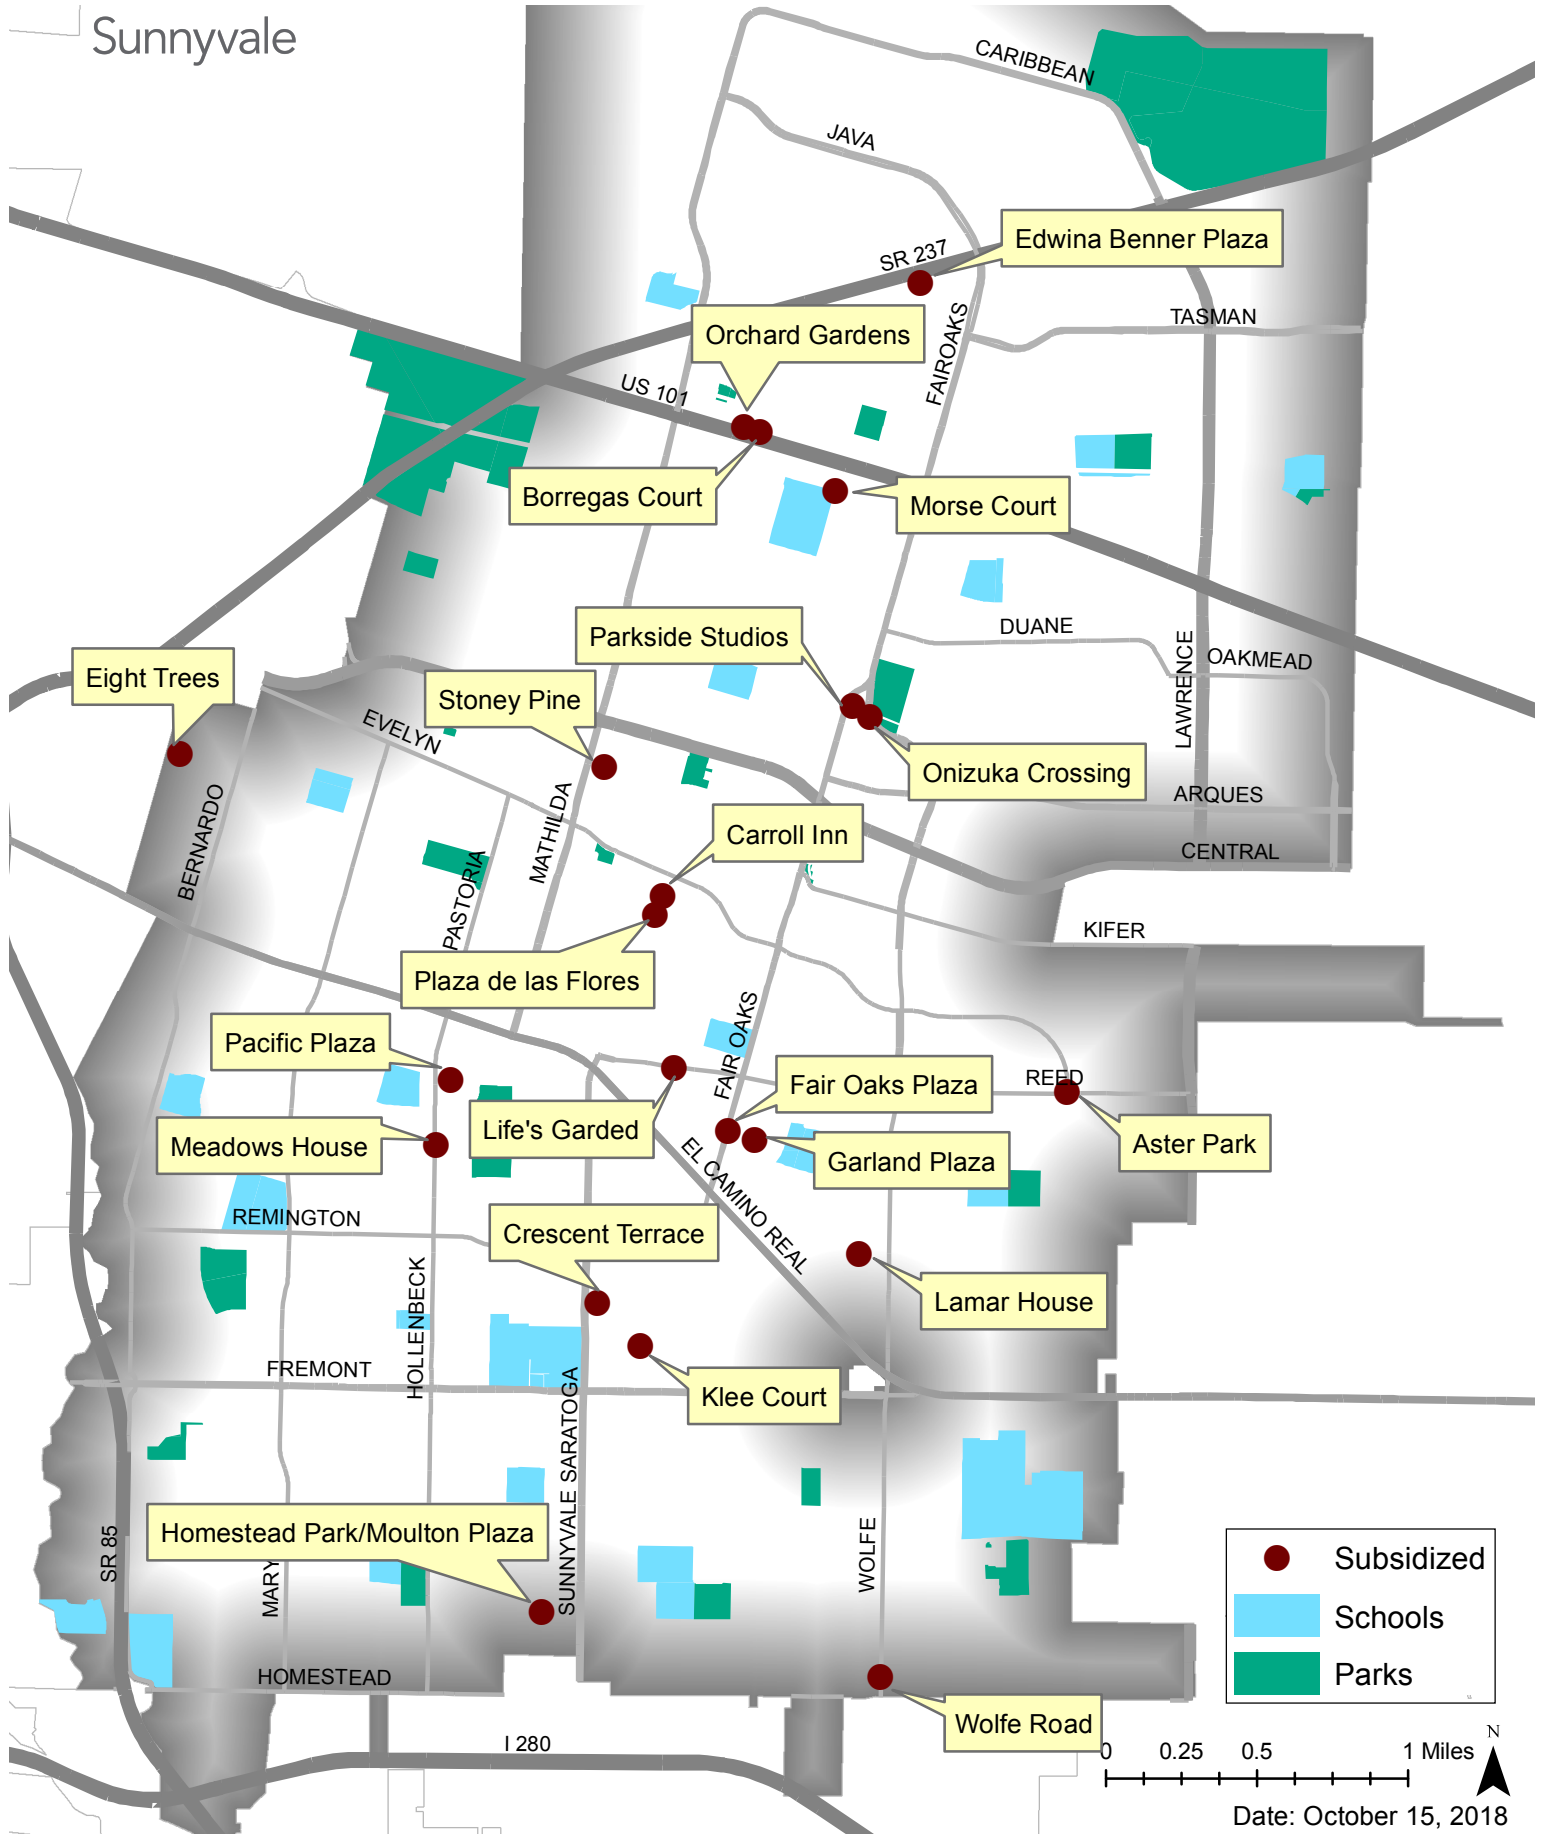 Sunnyvale
CARIBBEAN
JAVA
Edwina Benner Plaza
SR 237
TASMAN
Orchard Gardens
FAIROAKS
US 101
Borregas Court
Morse Court
DUANE
Parkside Studios
LAWRENCE
OAKMEAD
Eight Trees
Stoney Pine
EVELYN
Onizuka Crossing
MATHILDA
ARQUES
BERNARDO
Carroll Inn
CENTRAL
PASTORIA
KIFER
Plaza de las Flores
FAIR OAKS
Pacific Plaza
Fair Oaks Plaza
REED
Life's Garded
Meadows House
Aster Park
Garland Plaza
EL CAMINO REAL
REMINGTON
Crescent Terrace
HOLLENBECK
Lamar House
FREMONT
Klee Court
SUNNYVALE SARATOGA
Homestead Park/Moulton Plaza
SR 85
MARY
WOLFE
Subsidized
Schools
Parks
HOMESTEAD
Wolfe Road
I 280
N
0 0.25 0.5 1 Miles
Date: October 15, 2018